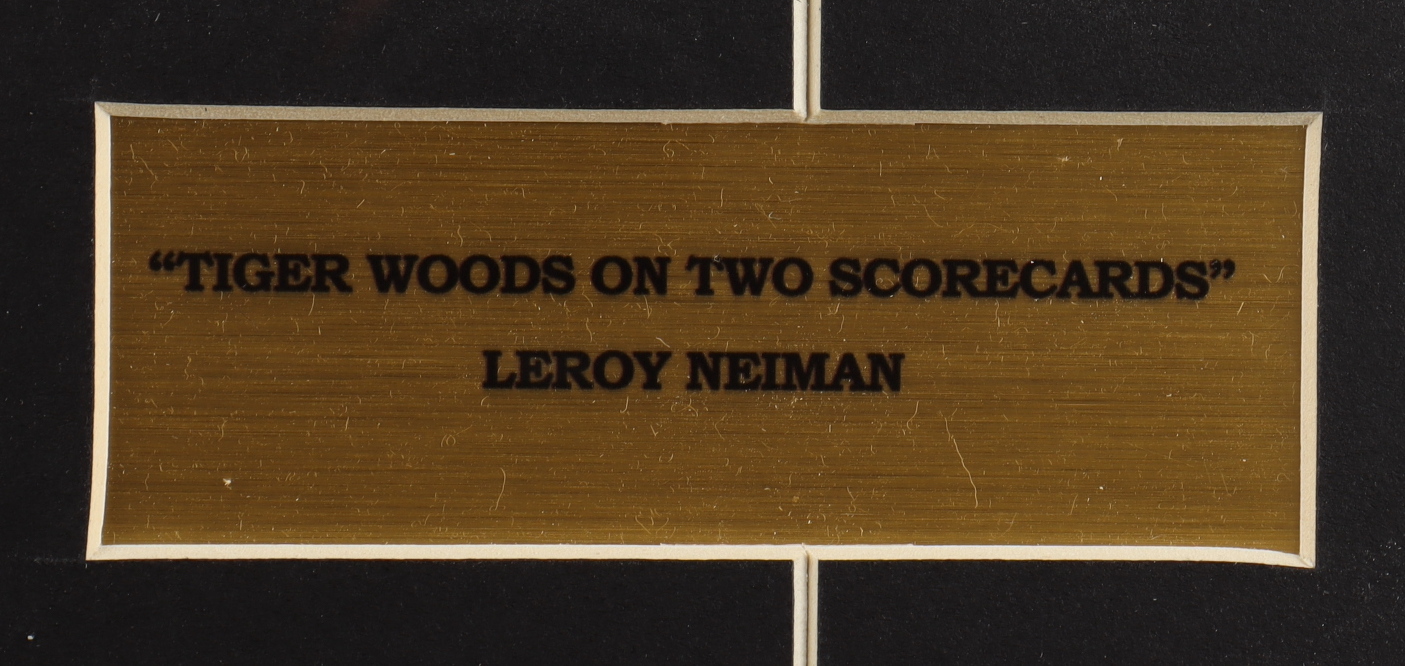 “TIGER WOODS ON TWO SCORECARDS”
LEROY NEIMAN